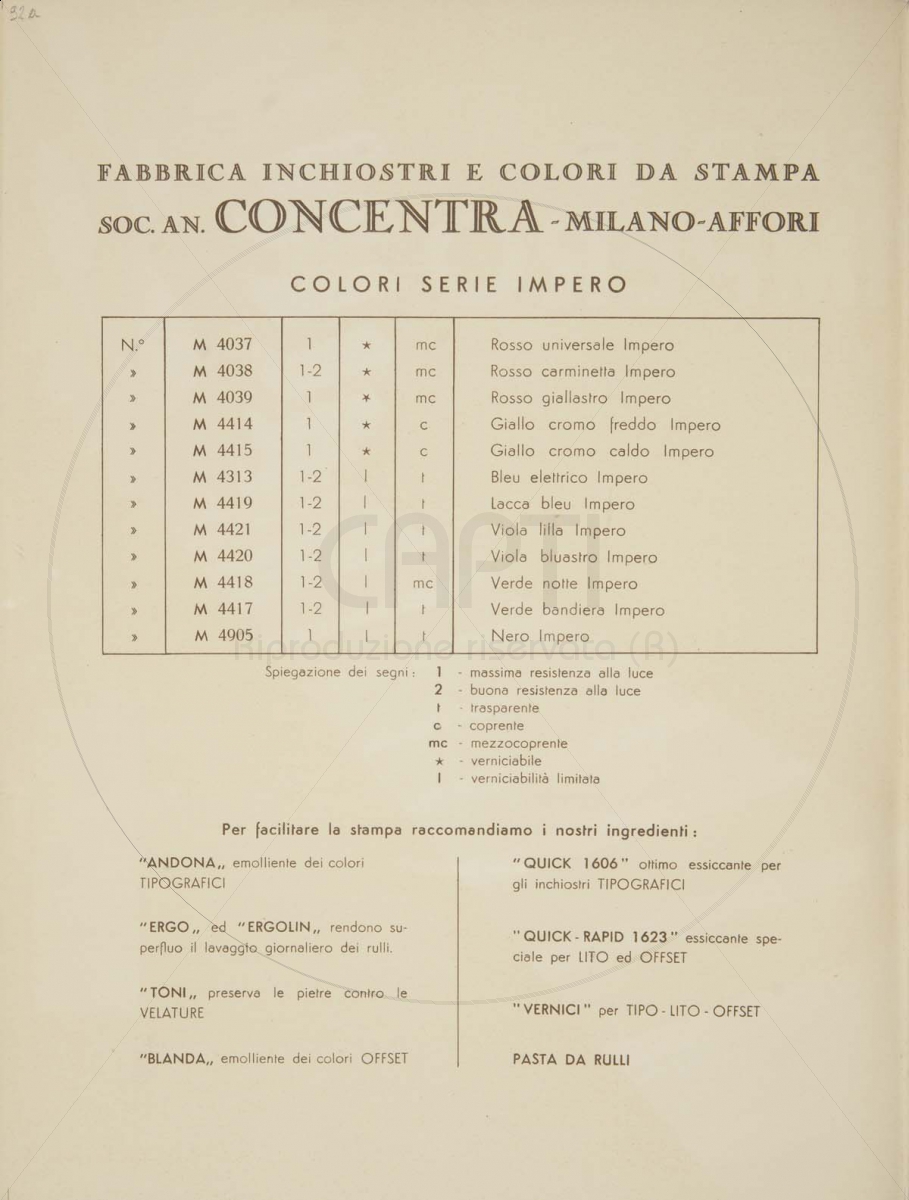 92a
FABBRICA INCHIOSTRI E COLORI DA STAMPA
SOC. AN. CONCENTRA - MILANO-AFFORI
COLORI SERIE IMPERO
N.º M 4037 1 ★ mc Rosso universale Impero
» M 4038 1-2 ★ mc Rosso carminetta Impero
» M 4039 1 ★ mc Rosso giallastro Impero
» M 4414 1 ★ c Giallo cromo freddo Impero
» M 4415 1 ★ c Giallo cromo caldo Impero
» M 4313 1-2 l t Bleu elettrico Impero
» M 4419 1-2 l t Lacca bleu Impero
» M 4421 1-2 l t Viola lilla Impero
» M 4420 1-2 l t Viola bluastro Impero
» M 4418 1-2 l mc Verde notte Impero
» M 4417 1-2 l t Verde bandiera Impero
» M 4905 1 l t Nero Impero
CAPTI
Riproduzione riservata (R)
Spiegazione dei segni: 1 - massima resistenza alla luce
2 - buona resistenza alla luce
t - trasparente
c - coprente
mc - mezzocoprente
★ - verniciabile
l - verniciabilità limitata
Per facilitare la stampa raccomandiamo i nostri ingredienti:
"ANDONA„ emolliente dei colori
TIPOGRAFICI
"ERGO„ ed "ERGOLIN„ rendono su-
perfluo il lavaggio giornaliero dei rulli.
"TONI„ preserva le pietre contro le
VELATURE
"BLANDA„ emolliente dei colori OFFSET
"QUICK 1606" ottimo essiccante per
gli inchiostri TIPOGRAFICI
"QUICK-RAPID 1623" essiccante spe-
ciale per LITO ed OFFSET
"VERNICI" per TIPO-LITO-OFFSET
PASTA DA RULLI